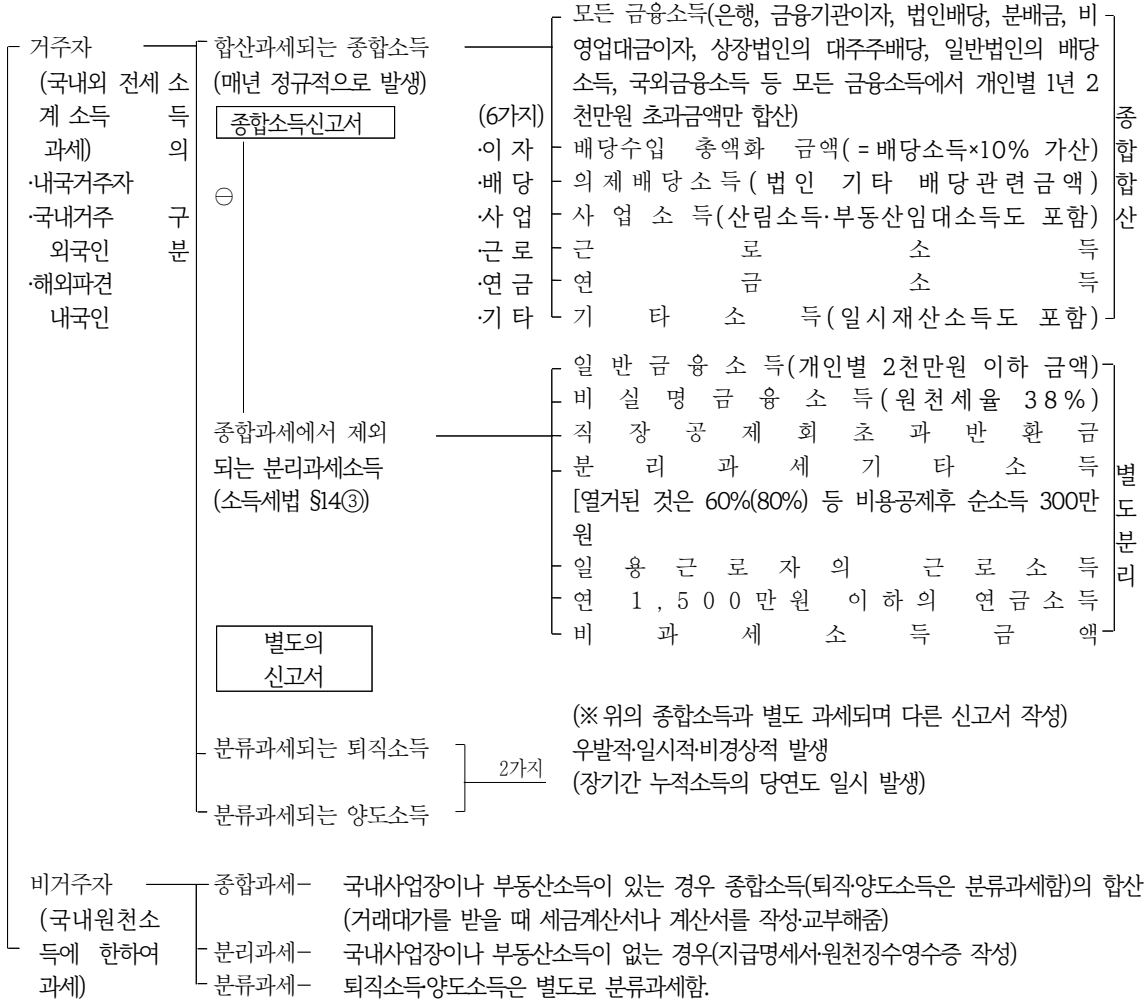 모든 금융소득(은행, 금융기관이자, 법인배당, 분배금, 비
영업대금이자, 상장법인의 대주주배당, 일반법인의 배당
소득, 국외금융소득 등 모든 금융소득에서 개인별 1년 2
천만원 초과금액만 합산)
배당수입 총액화 금액(=배당소득×10% 가산)
의제배당소득(법인 기타 배당관련금액)
사업소득(산림소득·부동산임대소득도 포함)
근로소득
연금소득
기타소득(일시재산소득도 포함)
종합합산
거주자
(국내외 전세
계 소득
과세)
·내국거주자
·국내거주
외국인
·해외파견
내국인
소득의 구분
합산과세되는 종합소득
(매년 정규적으로 발생)
종합소득신고서
⊖
(6가지)
·이자
·배당
·사업
·근로
·연금
·기타
종합과세에서 제외
되는 분리과세소득
(소득세법 §14③)
일반금융소득(개인별 2천만원 이하 금액)
비실명금융소득(원천세율 38%)
직장공제회초과반환금
분리과세기타소득
[열거된 것은 60%(80%) 등 비용공제후 순소득 300만
원
일용근로자의 근로소득
연 1,500만원 이하의 연금소득
비과세소득금액
별도분리
별도의
신고서
분류과세되는 퇴직소득
분류과세되는 양도소득
2가지
(※ 위의 종합소득과 별도 과세되며 다른 신고서 작성)
우발적·일시적·비경상적 발생
(장기간 누적소득의 당연도 일시 발생)
비거주자
(국내원천소
득에 한하여
과세)
종합과세− 국내사업장이나 부동산소득이 있는 경우 종합소득(퇴직·양도소득은 분류과세함)의 합산
(거래대가를 받을 때 세금계산서나 계산서를 작성·교부해줌)
분리과세− 국내사업장이나 부동산소득이 없는 경우(지급명세서·원천징수영수증 작성)
분류과세− 퇴직소득·양도소득은 별도로 분류과세함.